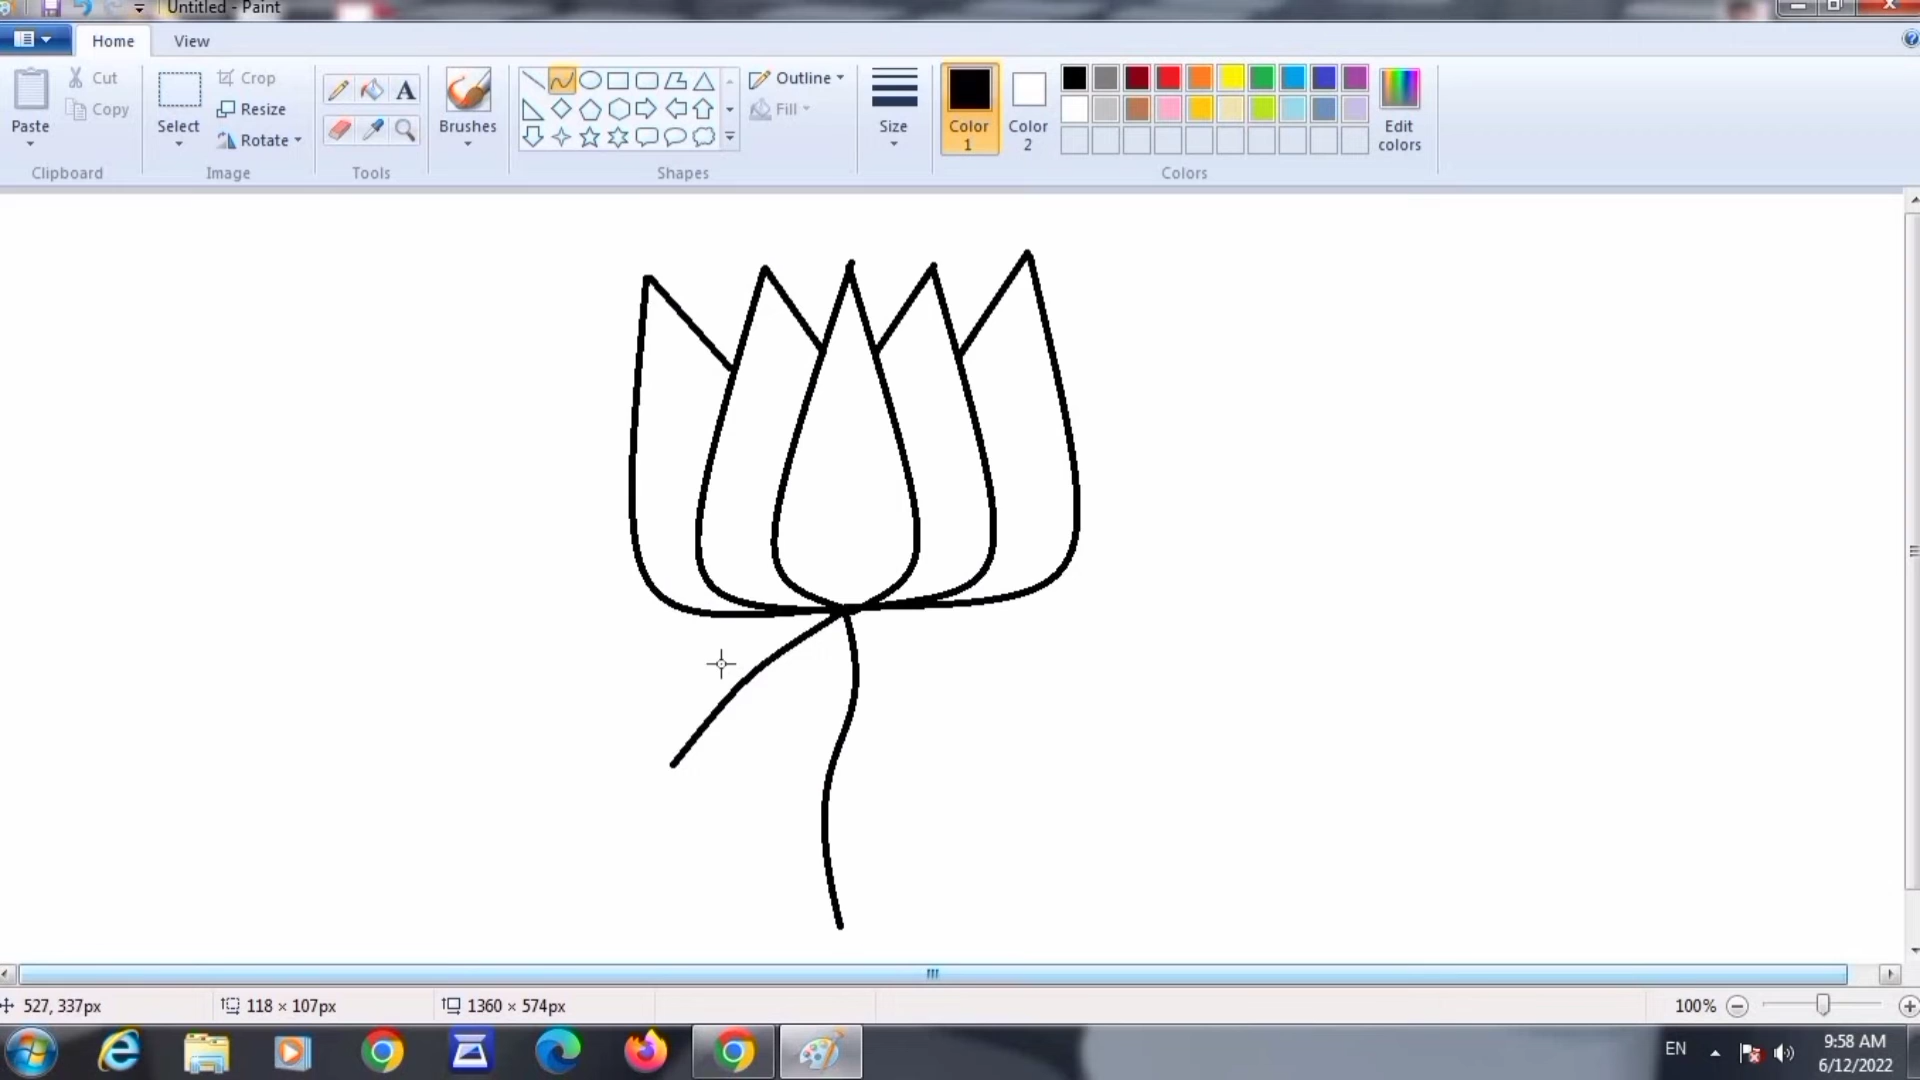 Untitled - Paint
Home View
Cut
Copy
Paste
Clipboard
Select
Crop
Resize
Rotate
Image
A
Tools
Brushes
Outline
Fill
Shapes
Size
Color 1
Color 2
Edit colors
Colors
527, 337px 118 × 107px 1360 × 574px 100%
EN
9:58 AM
6/12/2022